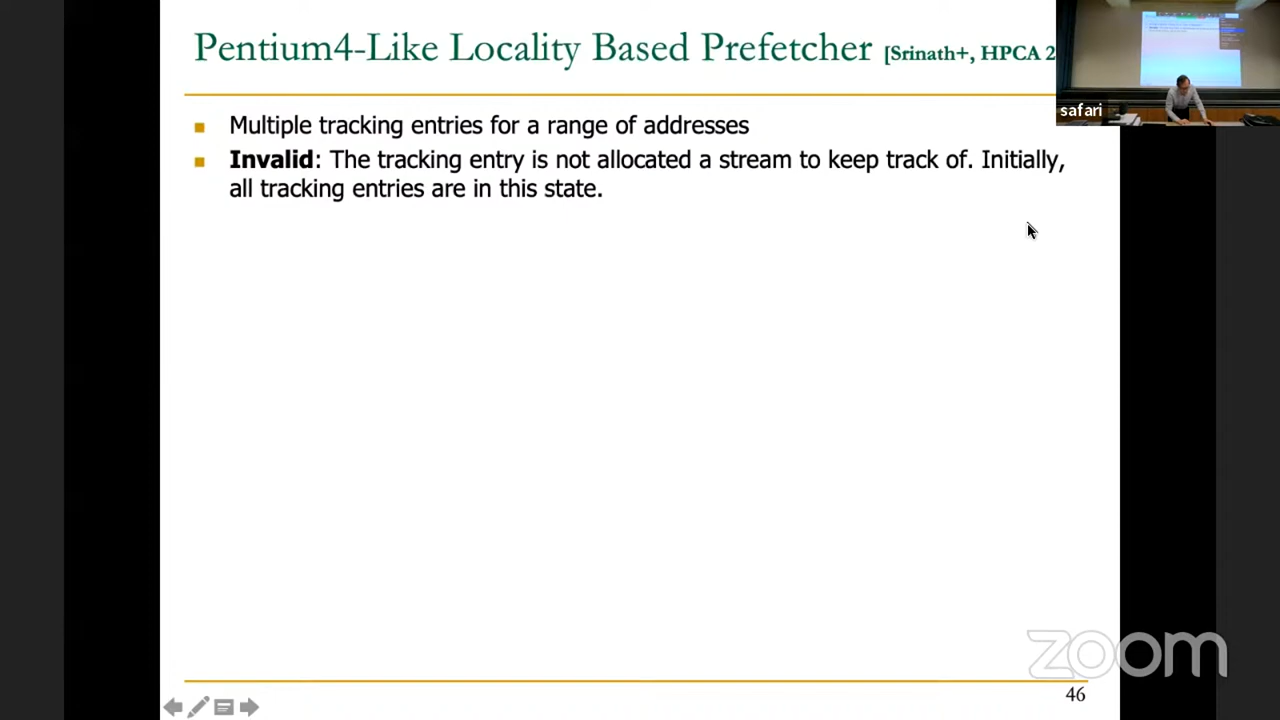 Pentium4-Like Locality Based Prefetcher [Srinath+, HPCA 2
safari
Multiple tracking entries for a range of addresses
Invalid: The tracking entry is not allocated a stream to keep track of. Initially,
all tracking entries are in this state.
zoom
46